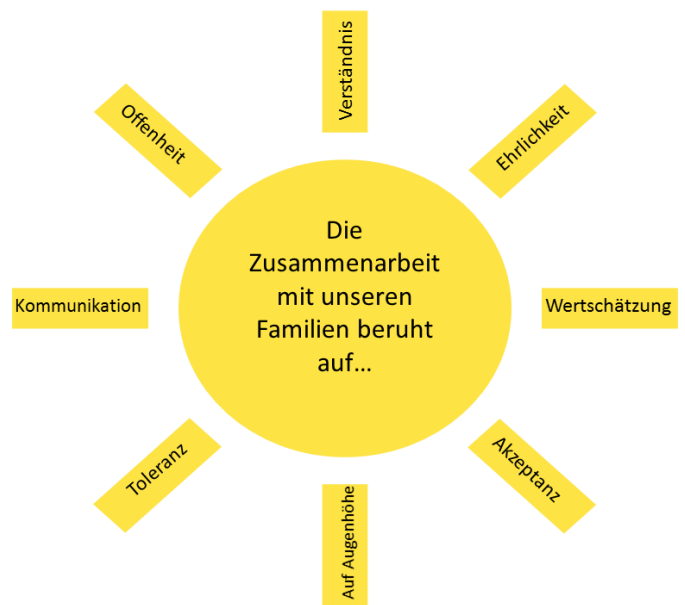 Verständnis
Offenheit
Ehrlichkeit
Die
Zusammenarbeit
mit unseren
Familien beruht
auf...
Kommunikation
Wertschätzung
Toleranz
Akzeptanz
Auf Augenhöhe